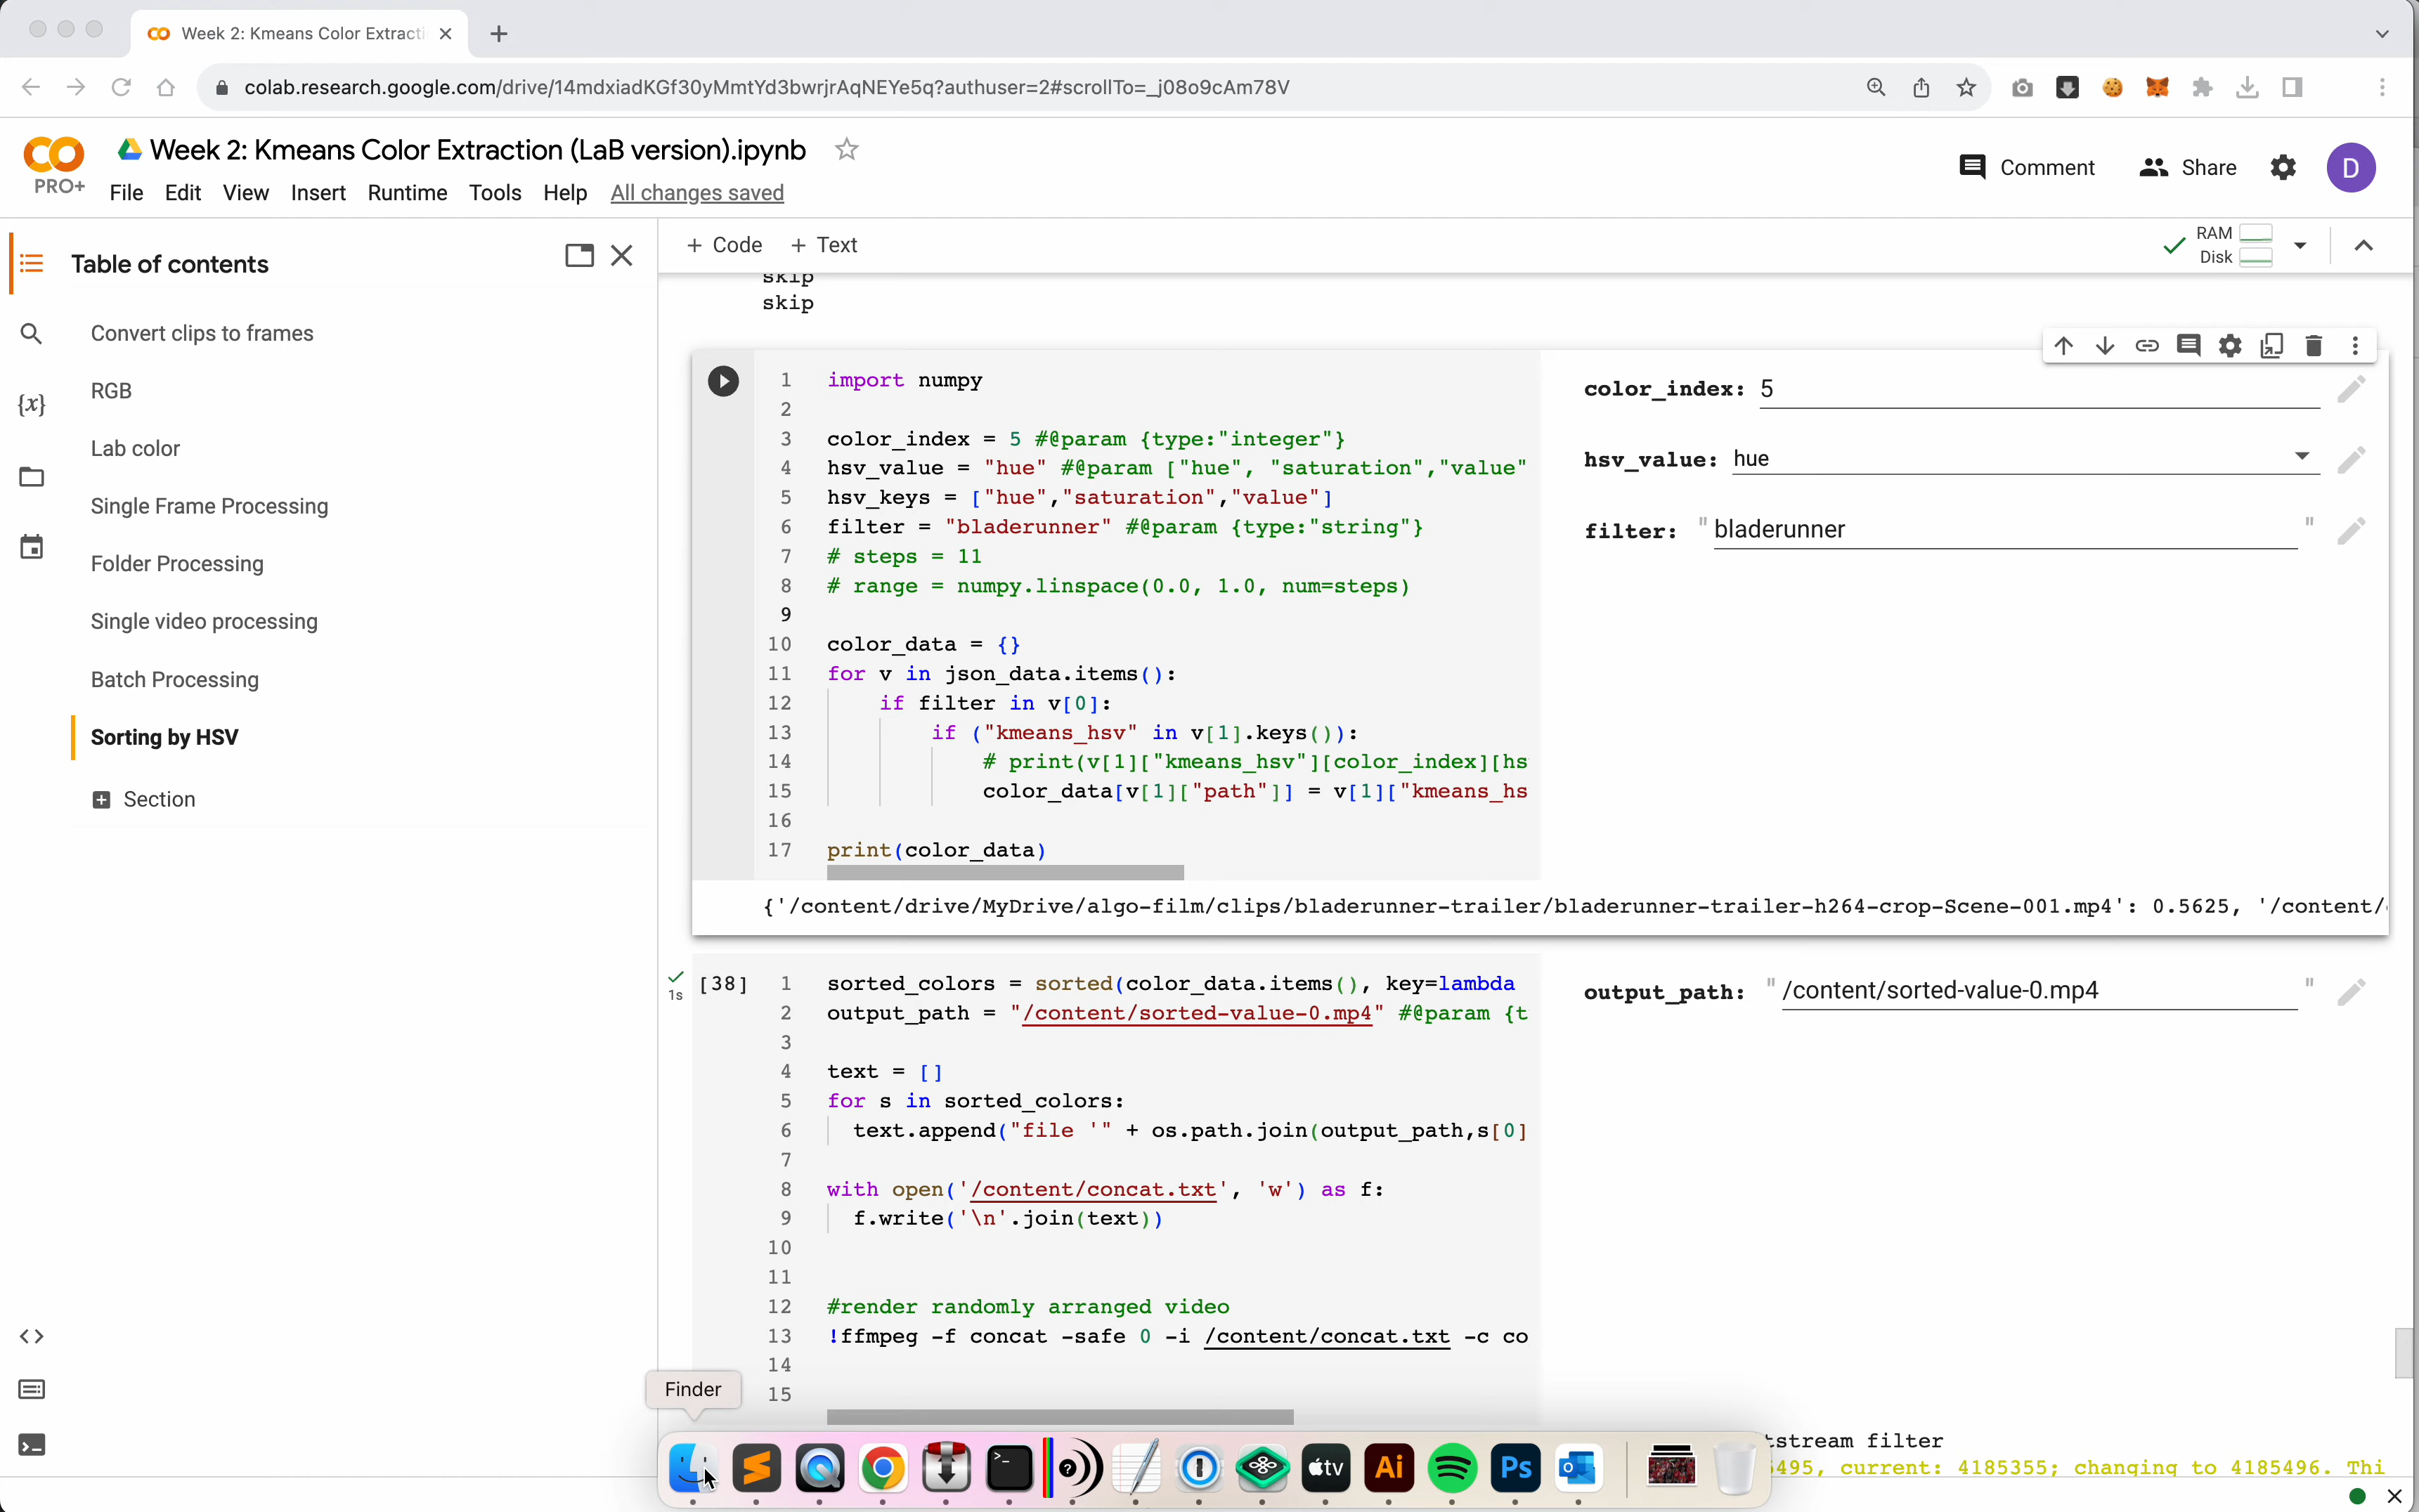 Week 2: Kmeans Color Extracti
colab.research.google.com/drive/14mdxiadKGf30yMmtYd3bwrjrAqNEYe5q?authuser=2#scrollTo=_j08o9cAm78V
PRO+
Week 2: Kmeans Color Extraction (LaB version).ipynb
File Edit View Insert Runtime Tools Help All changes saved
Comment Share D
Table of contents
+ Code + Text
RAM
Disk
Convert clips to frames
RGB
Lab color
Single Frame Processing
Folder Processing
Single video processing
Batch Processing
Sorting by HSV
Section
{x}
skip
skip
1 import numpy
2
3 color_index = 5 #@param {type:"integer"}
4 hsv_value = "hue" #@param ["hue", "saturation","value"
5 hsv_keys = ["hue","saturation","value"]
6 filter = "bladerunner" #@param {type:"string"}
7 # steps = 11
8 # range = numpy.linspace(0.0, 1.0, num=steps)
9
10 color_data = {}
11 for v in json_data.items():
12 if filter in v[0]:
13 if ("kmeans_hsv" in v[1].keys()):
14 # print(v[1]["kmeans_hsv"][color_index][hs
15 color_data[v[1]["path"]] = v[1]["kmeans_hs
16
17 print(color_data)
color_index: 5
hsv_value: hue
filter: "bladerunner"
{'/content/drive/MyDrive/algo-film/clips/bladerunner-trailer/bladerunner-trailer-h264-crop-Scene-001.mp4': 0.5625, '/content/
1s
[38]
1 sorted_colors = sorted(color_data.items(), key=lambda
2 output_path = "/content/sorted-value-0.mp4" #@param {t
3
4 text = []
5 for s in sorted_colors:
6 text.append("file '" + os.path.join(output_path,s[0]
7
8 with open('/content/concat.txt', 'w') as f:
9 f.write('\n'.join(text))
10
11
12 #render randomly arranged video
13 !ffmpeg -f concat -safe 0 -i /content/concat.txt -c co
14
15
output_path: "/content/sorted-value-0.mp4"
Finder
tv
Ai
Ps
tstream filter
5495, current: 4185355; changing to 4185496. Thi